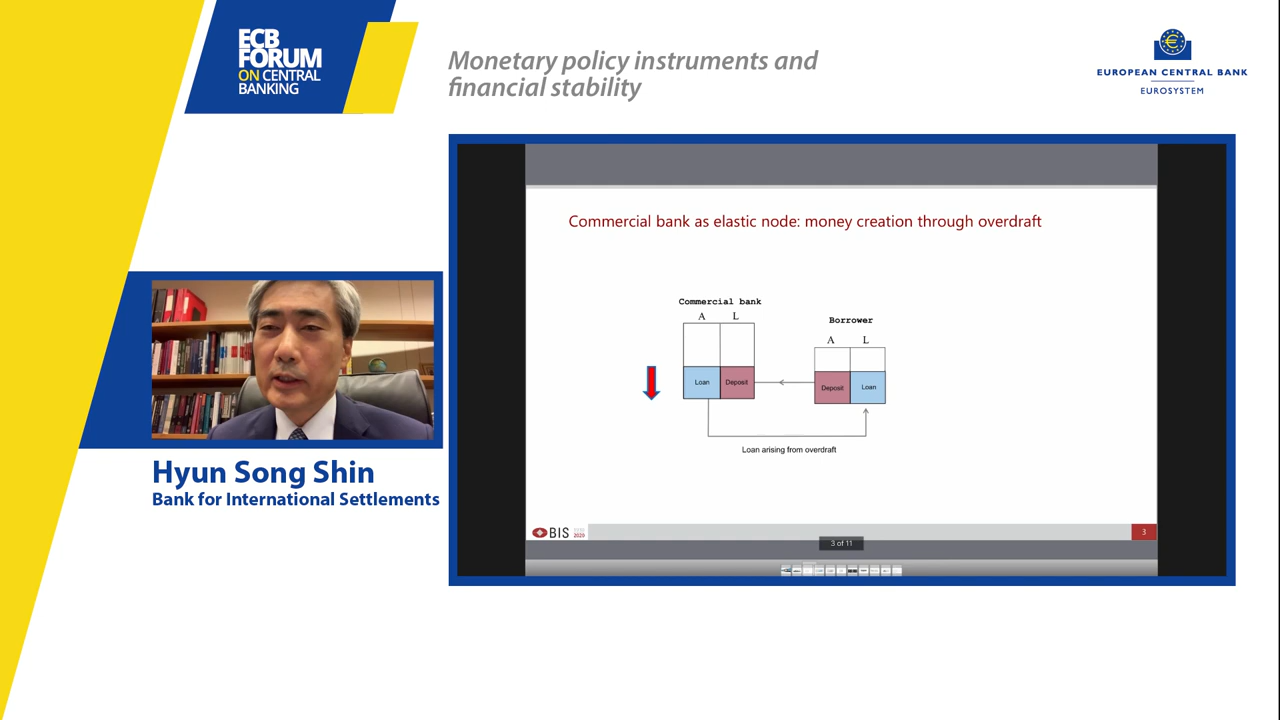 ECB
FORUM
ON CENTRAL
BANKING
Monetary policy instruments and
financial stability
EUROPEAN CENTRAL BANK
EUROSYSTEM
Commercial bank as elastic node: money creation through overdraft
Commercial bank
A L
Borrower
A L
Loan Deposit
Deposit Loan
Loan arising from overdraft
Hyun Song Shin
Bank for International Settlements
BIS
2020
3
3 of 11